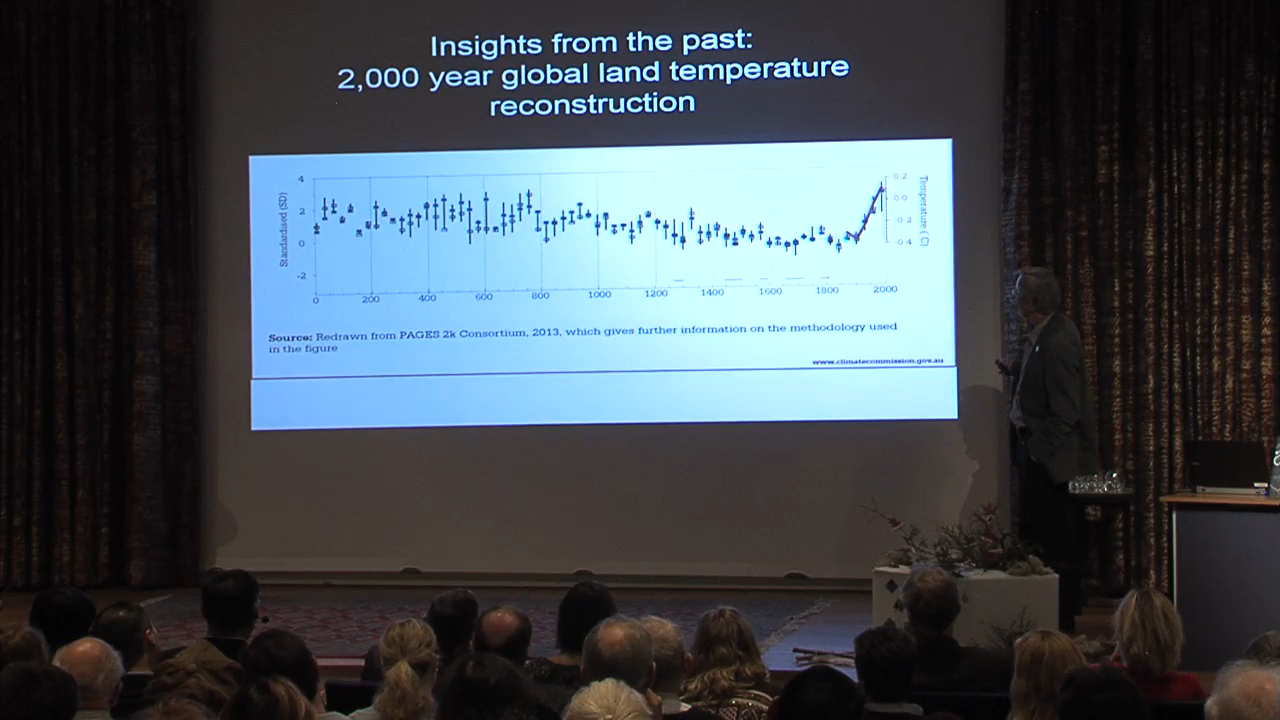 Insights from the past:
2,000 year global land temperature
reconstruction
4
2
0
-2
Standardised (SD)
0.2
0.0
0.2
0.4
Temperature (°C)
0 200 400 600 800 1000 1200 1400 1600 1800 2000
Source: Redrawn from PAGES 2k Consortium, 2013, which gives further information on the methodology used
in the figure
www.climatecommission.gov.au